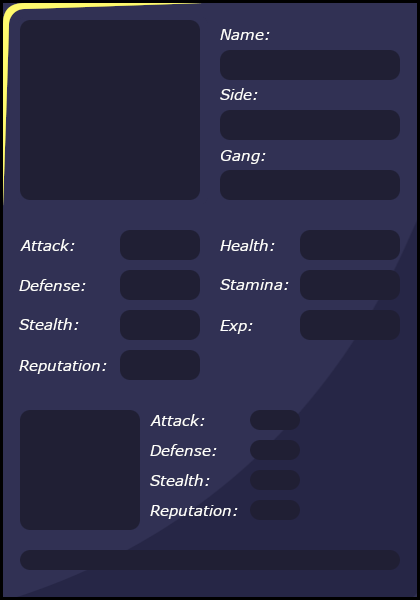 Name:
Side:
Gang:
Attack: Health:
Defense: Stamina:
Stealth: Exp:
Reputation:
Attack:
Defense:
Stealth:
Reputation: